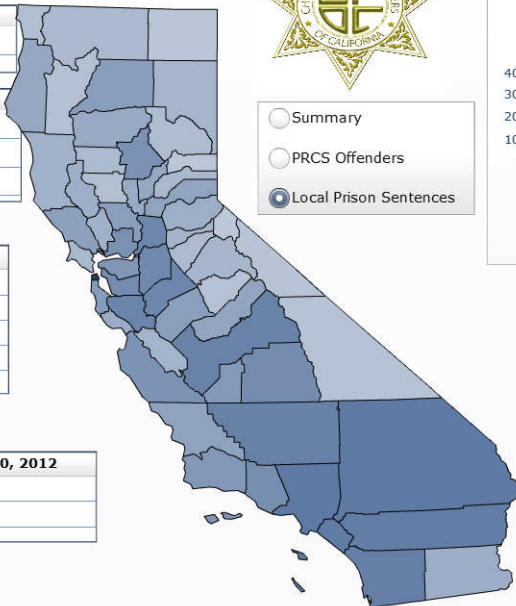 OF CALIFORNIA
Summary
PRCS Offenders
Local Prison Sentences
40
30
20
10
0, 2012